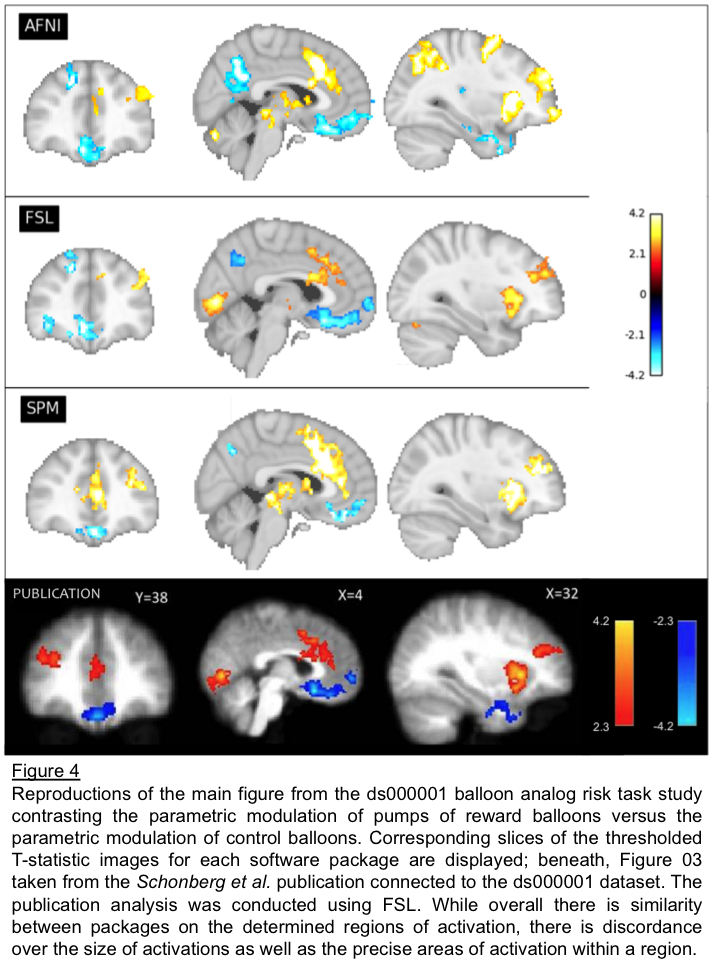 AFNI
FSL
4.2
2.1
0
-2.1
-4.2
SPM
PUBLICATION
Y=38
X=4
X=32
4.2
2.3
-2.3
-4.2
Figure 4
Reproductions of the main figure from the ds000001 balloon analog risk task study
contrasting the parametric modulation of pumps of reward balloons versus the
parametric modulation of control balloons. Corresponding slices of the thresholded
T-statistic images for each software package are displayed; beneath, Figure 03
taken from the Schonberg et al. publication connected to the ds000001 dataset. The
publication analysis was conducted using FSL. While overall there is similarity
between packages on the determined regions of activation, there is discordance
over the size of activations as well as the precise areas of activation within a region.